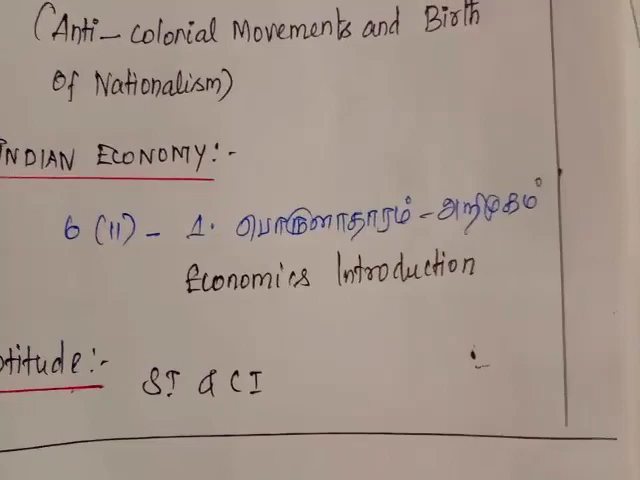 (Anti - colonial Movements and Birth
Of Nationalism)
INDIAN ECONOMY:-
6 (II) - 1. பொருளாதாரம் - அறிமுகம்
Economics Introduction
ptitude:-
SI & CI